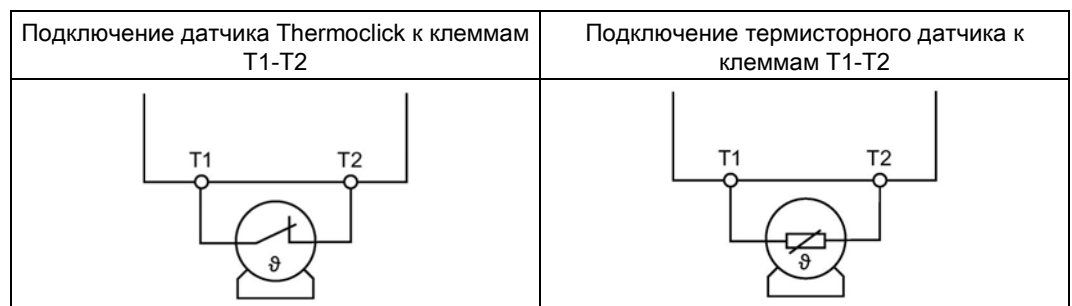 Подключение датчика Thermoclick к клеммам
T1-T2
Подключение термисторного датчика к
клеммам T1-T2
T1
T2
ϑ
T1
T2
ϑ